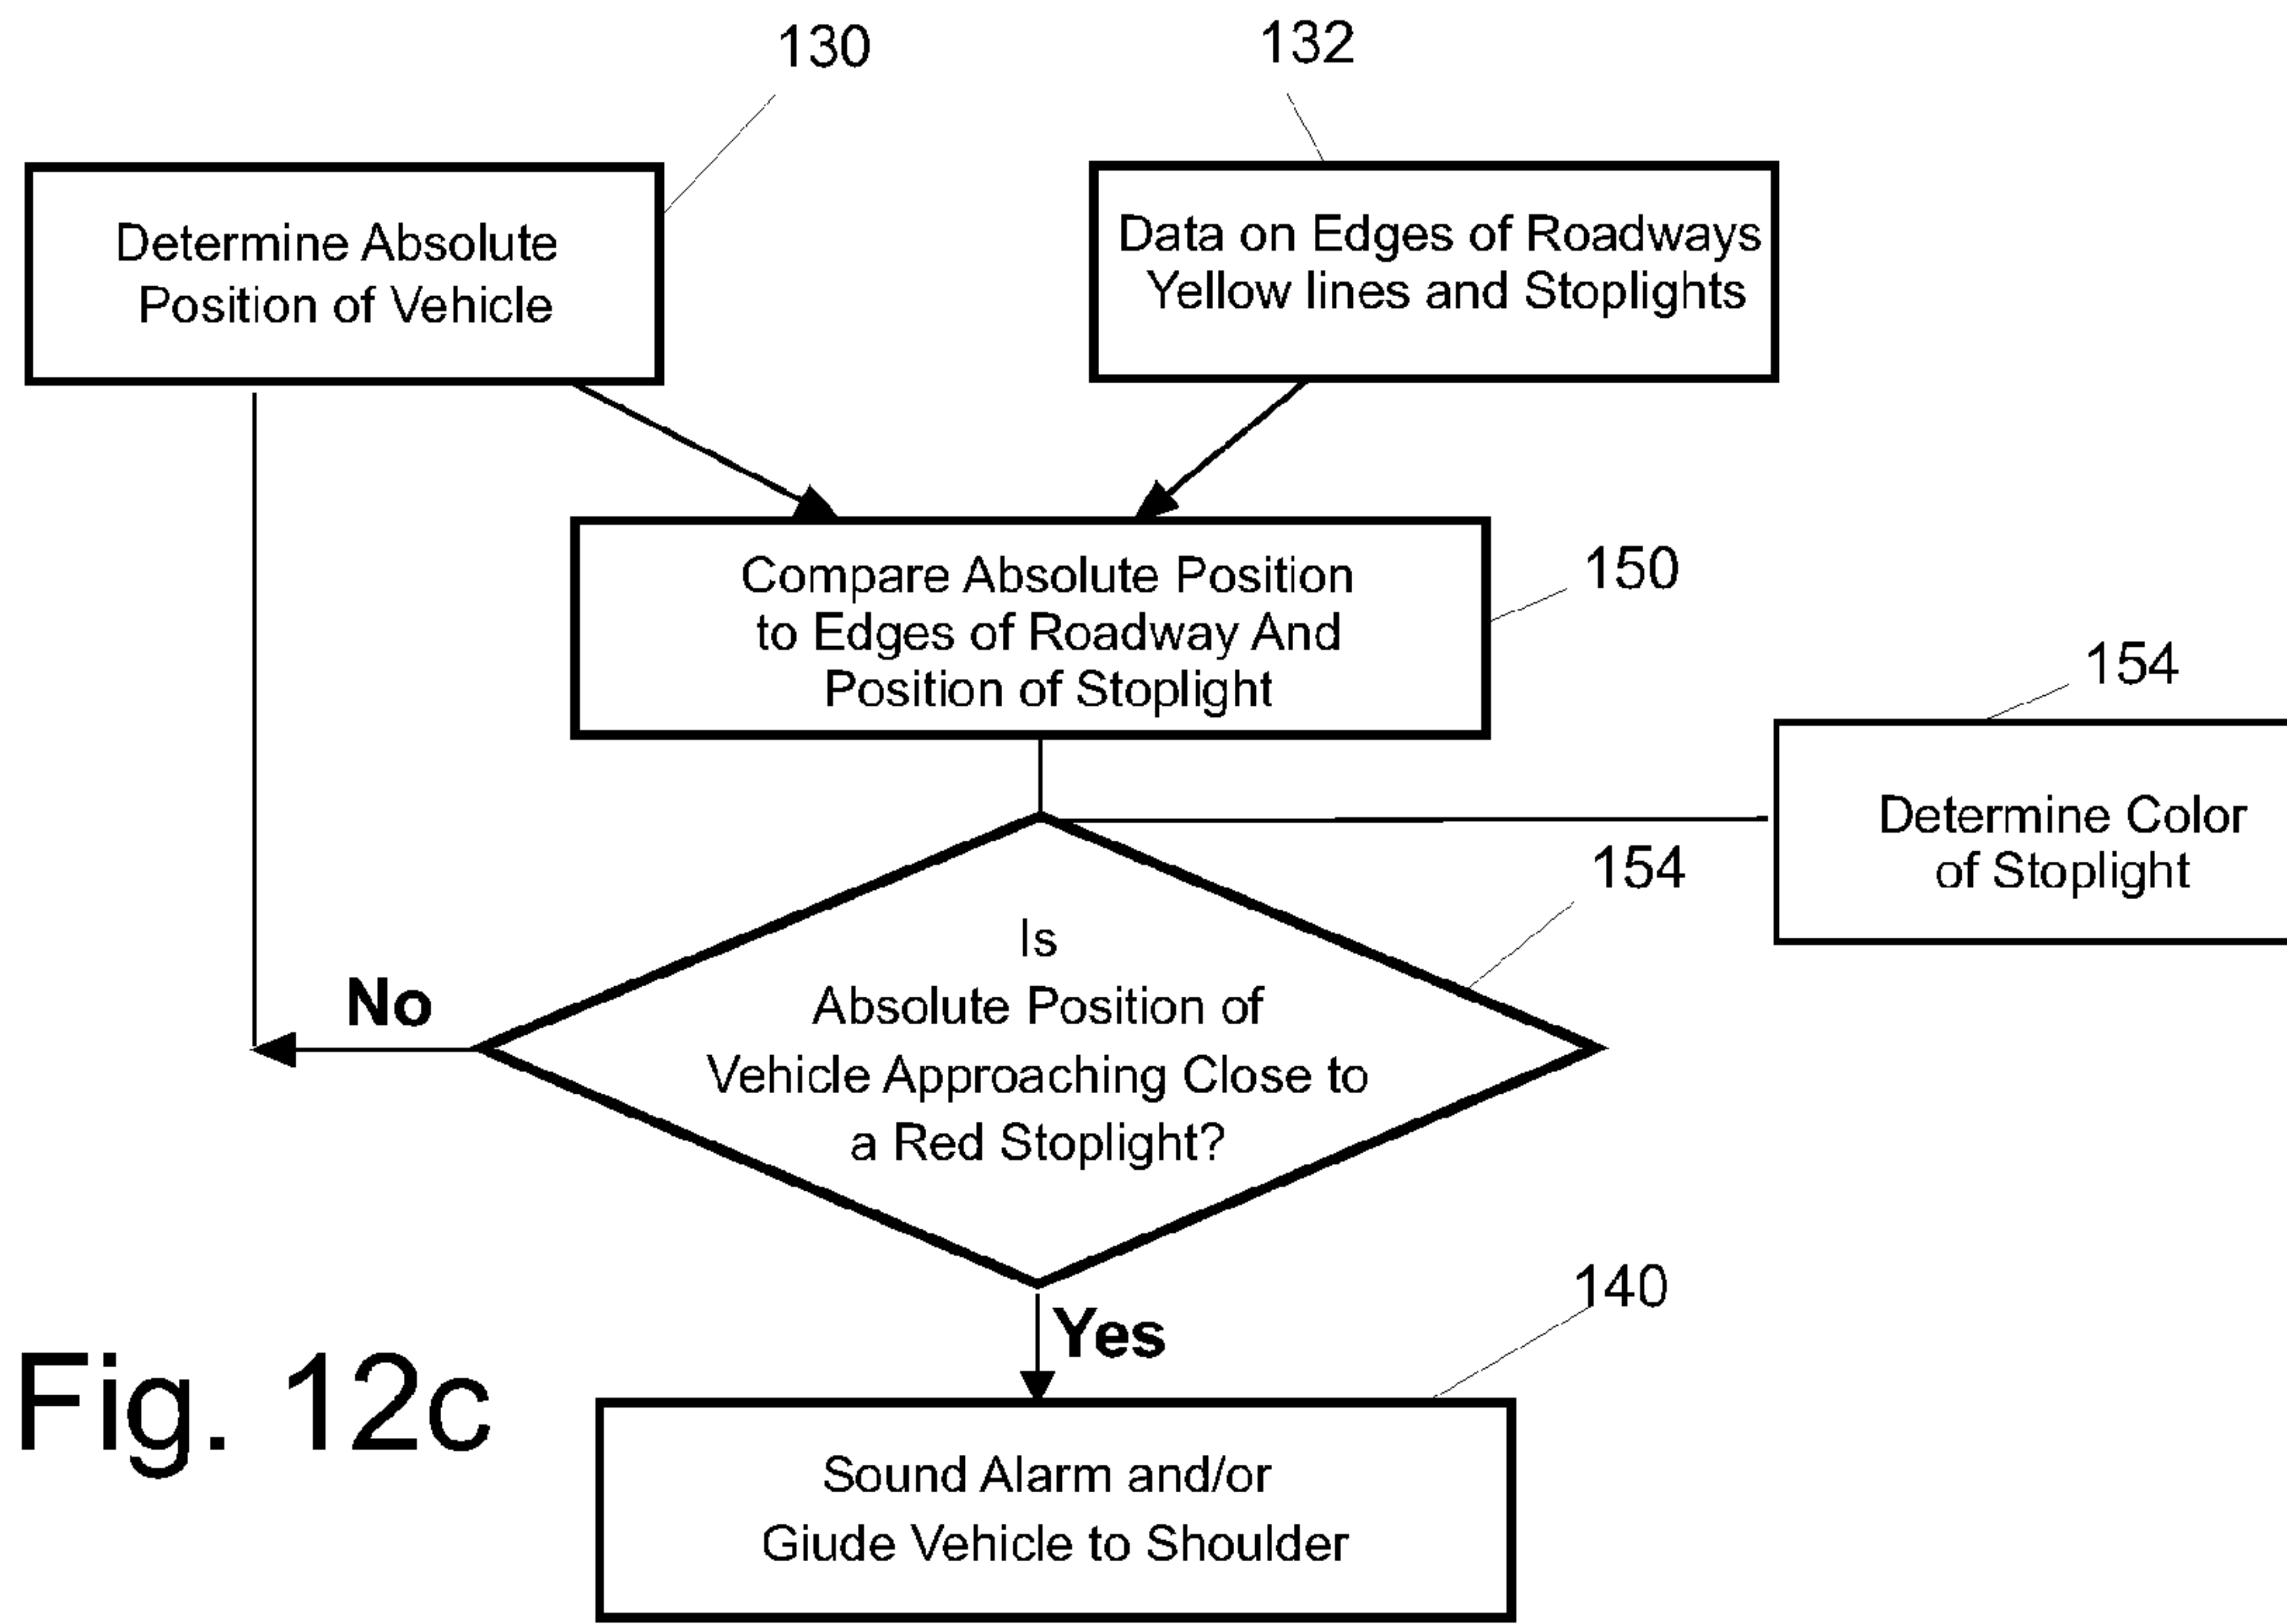 130
132
Determine Absolute
Position of Vehicle
Data on Edges of Roadways
Yellow lines and Stoplights
Compare Absolute Position
to Edges of Roadway And
Position of Stoplight
150
154
Determine Color
of Stoplight
154
Is
Absolute Position of
Vehicle Approaching Close to
a Red Stoplight?
No
Yes
140
Sound Alarm and/or
Giude Vehicle to Shoulder
Fig. 12c